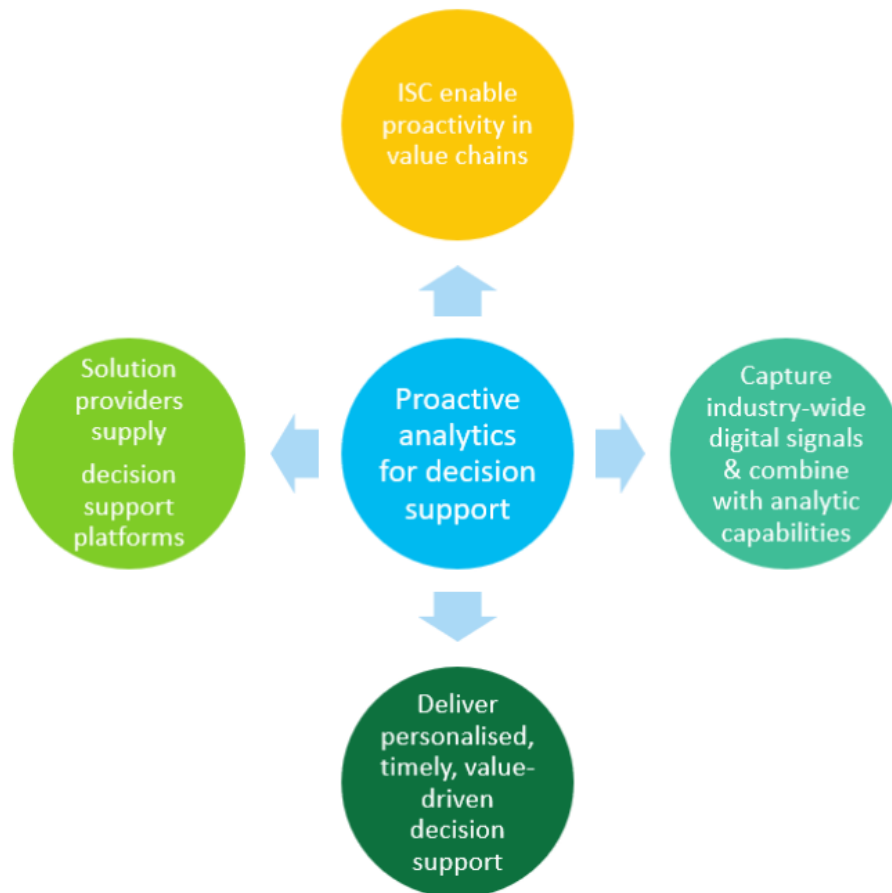 ISC enable
proactivity in
value chains
Solution
providers
supply
decision
support
platforms
Proactive
analytics
for decision
support
Capture
industry-wide
digital signals
& combine
with analytic
capabilities
Deliver
personalised,
timely, value-
driven
decision
support